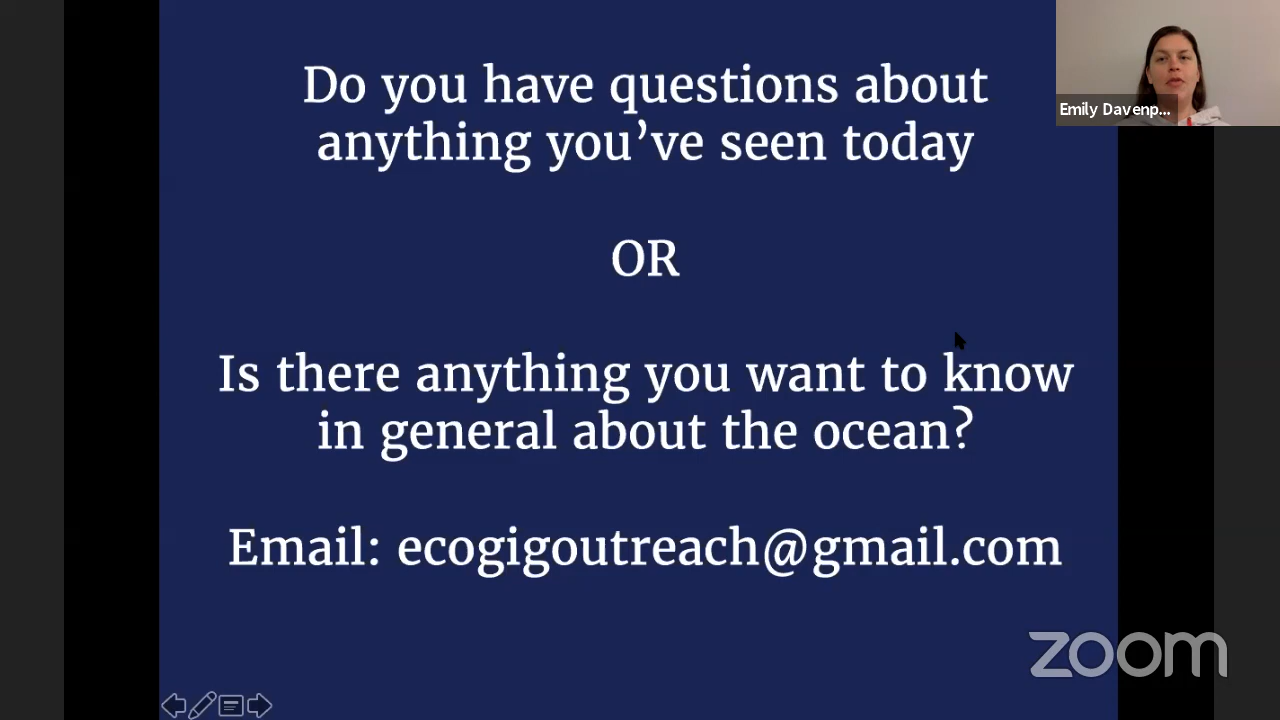 Do you have questions about
anything you’ve seen today
OR
Is there anything you want to know
in general about the ocean?
Email: ecogigoutreach@gmail.com
Emily Davenp...
zoom